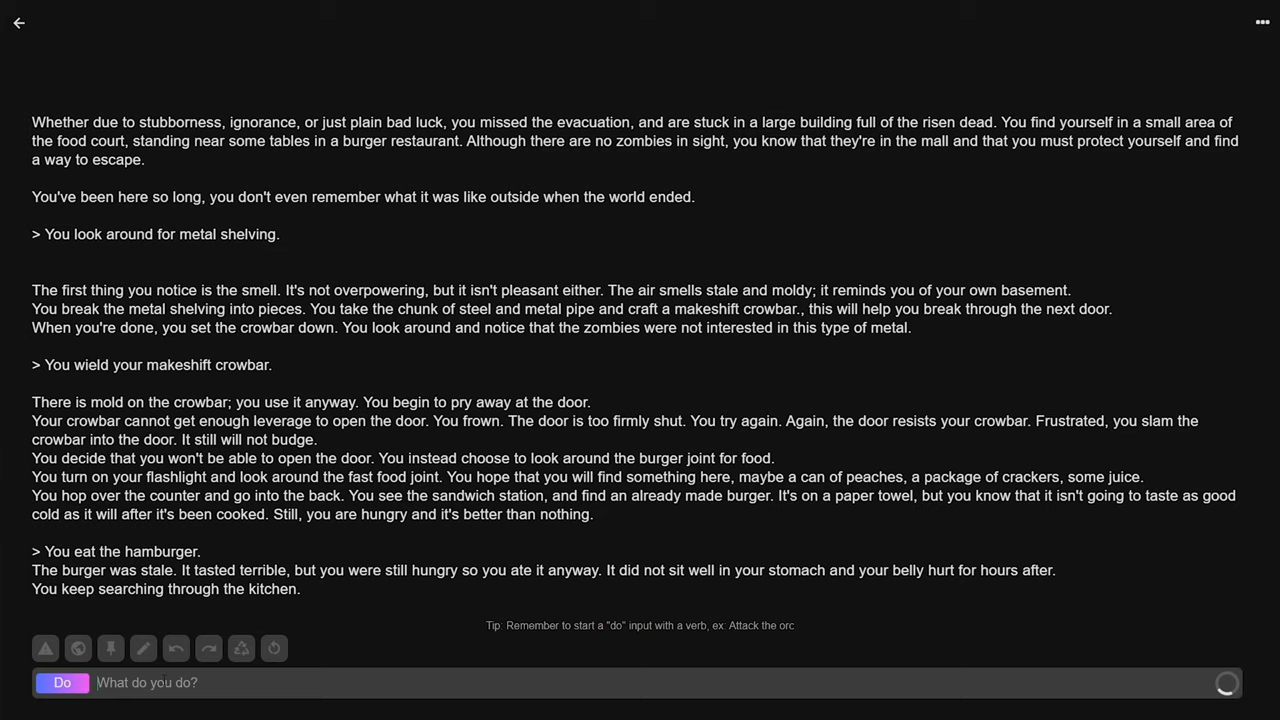 Whether due to stubborness, ignorance, or just plain bad luck, you missed the evacuation, and are stuck in a large building full of the risen dead. You find yourself in a small area of
the food court, standing near some tables in a burger restaurant. Although there are no zombies in sight, you know that they're in the mall and that you must protect yourself and find
a way to escape.
You've been here so long, you don't even remember what it was like outside when the world ended.
> You look around for metal shelving.
The first thing you notice is the smell. It's not overpowering, but it isn't pleasant either. The air smells stale and moldy; it reminds you of your own basement.
You break the metal shelving into pieces. You take the chunk of steel and metal pipe and craft a makeshift crowbar., this will help you break through the next door.
When you're done, you set the crowbar down. You look around and notice that the zombies were not interested in this type of metal.
> You wield your makeshift crowbar.
There is mold on the crowbar; you use it anyway. You begin to pry away at the door.
Your crowbar cannot get enough leverage to open the door. You frown. The door is too firmly shut. You try again. Again, the door resists your crowbar. Frustrated, you slam the
crowbar into the door. It still will not budge.
You decide that you won't be able to open the door. You instead choose to look around the burger joint for food.
You turn on your flashlight and look around the fast food joint. You hope that you will find something here, maybe a can of peaches, a package of crackers, some juice.
You hop over the counter and go into the back. You see the sandwich station, and find an already made burger. It's on a paper towel, but you know that it isn't going to taste as good
cold as it will after it's been cooked. Still, you are hungry and it's better than nothing.
> You eat the hamburger.
The burger was stale. It tasted terrible, but you were still hungry so you ate it anyway. It did not sit well in your stomach and your belly hurt for hours after.
You keep searching through the kitchen.
Tip: Remember to start a "do" input with a verb, ex: Attack the orc
Do What do you do?